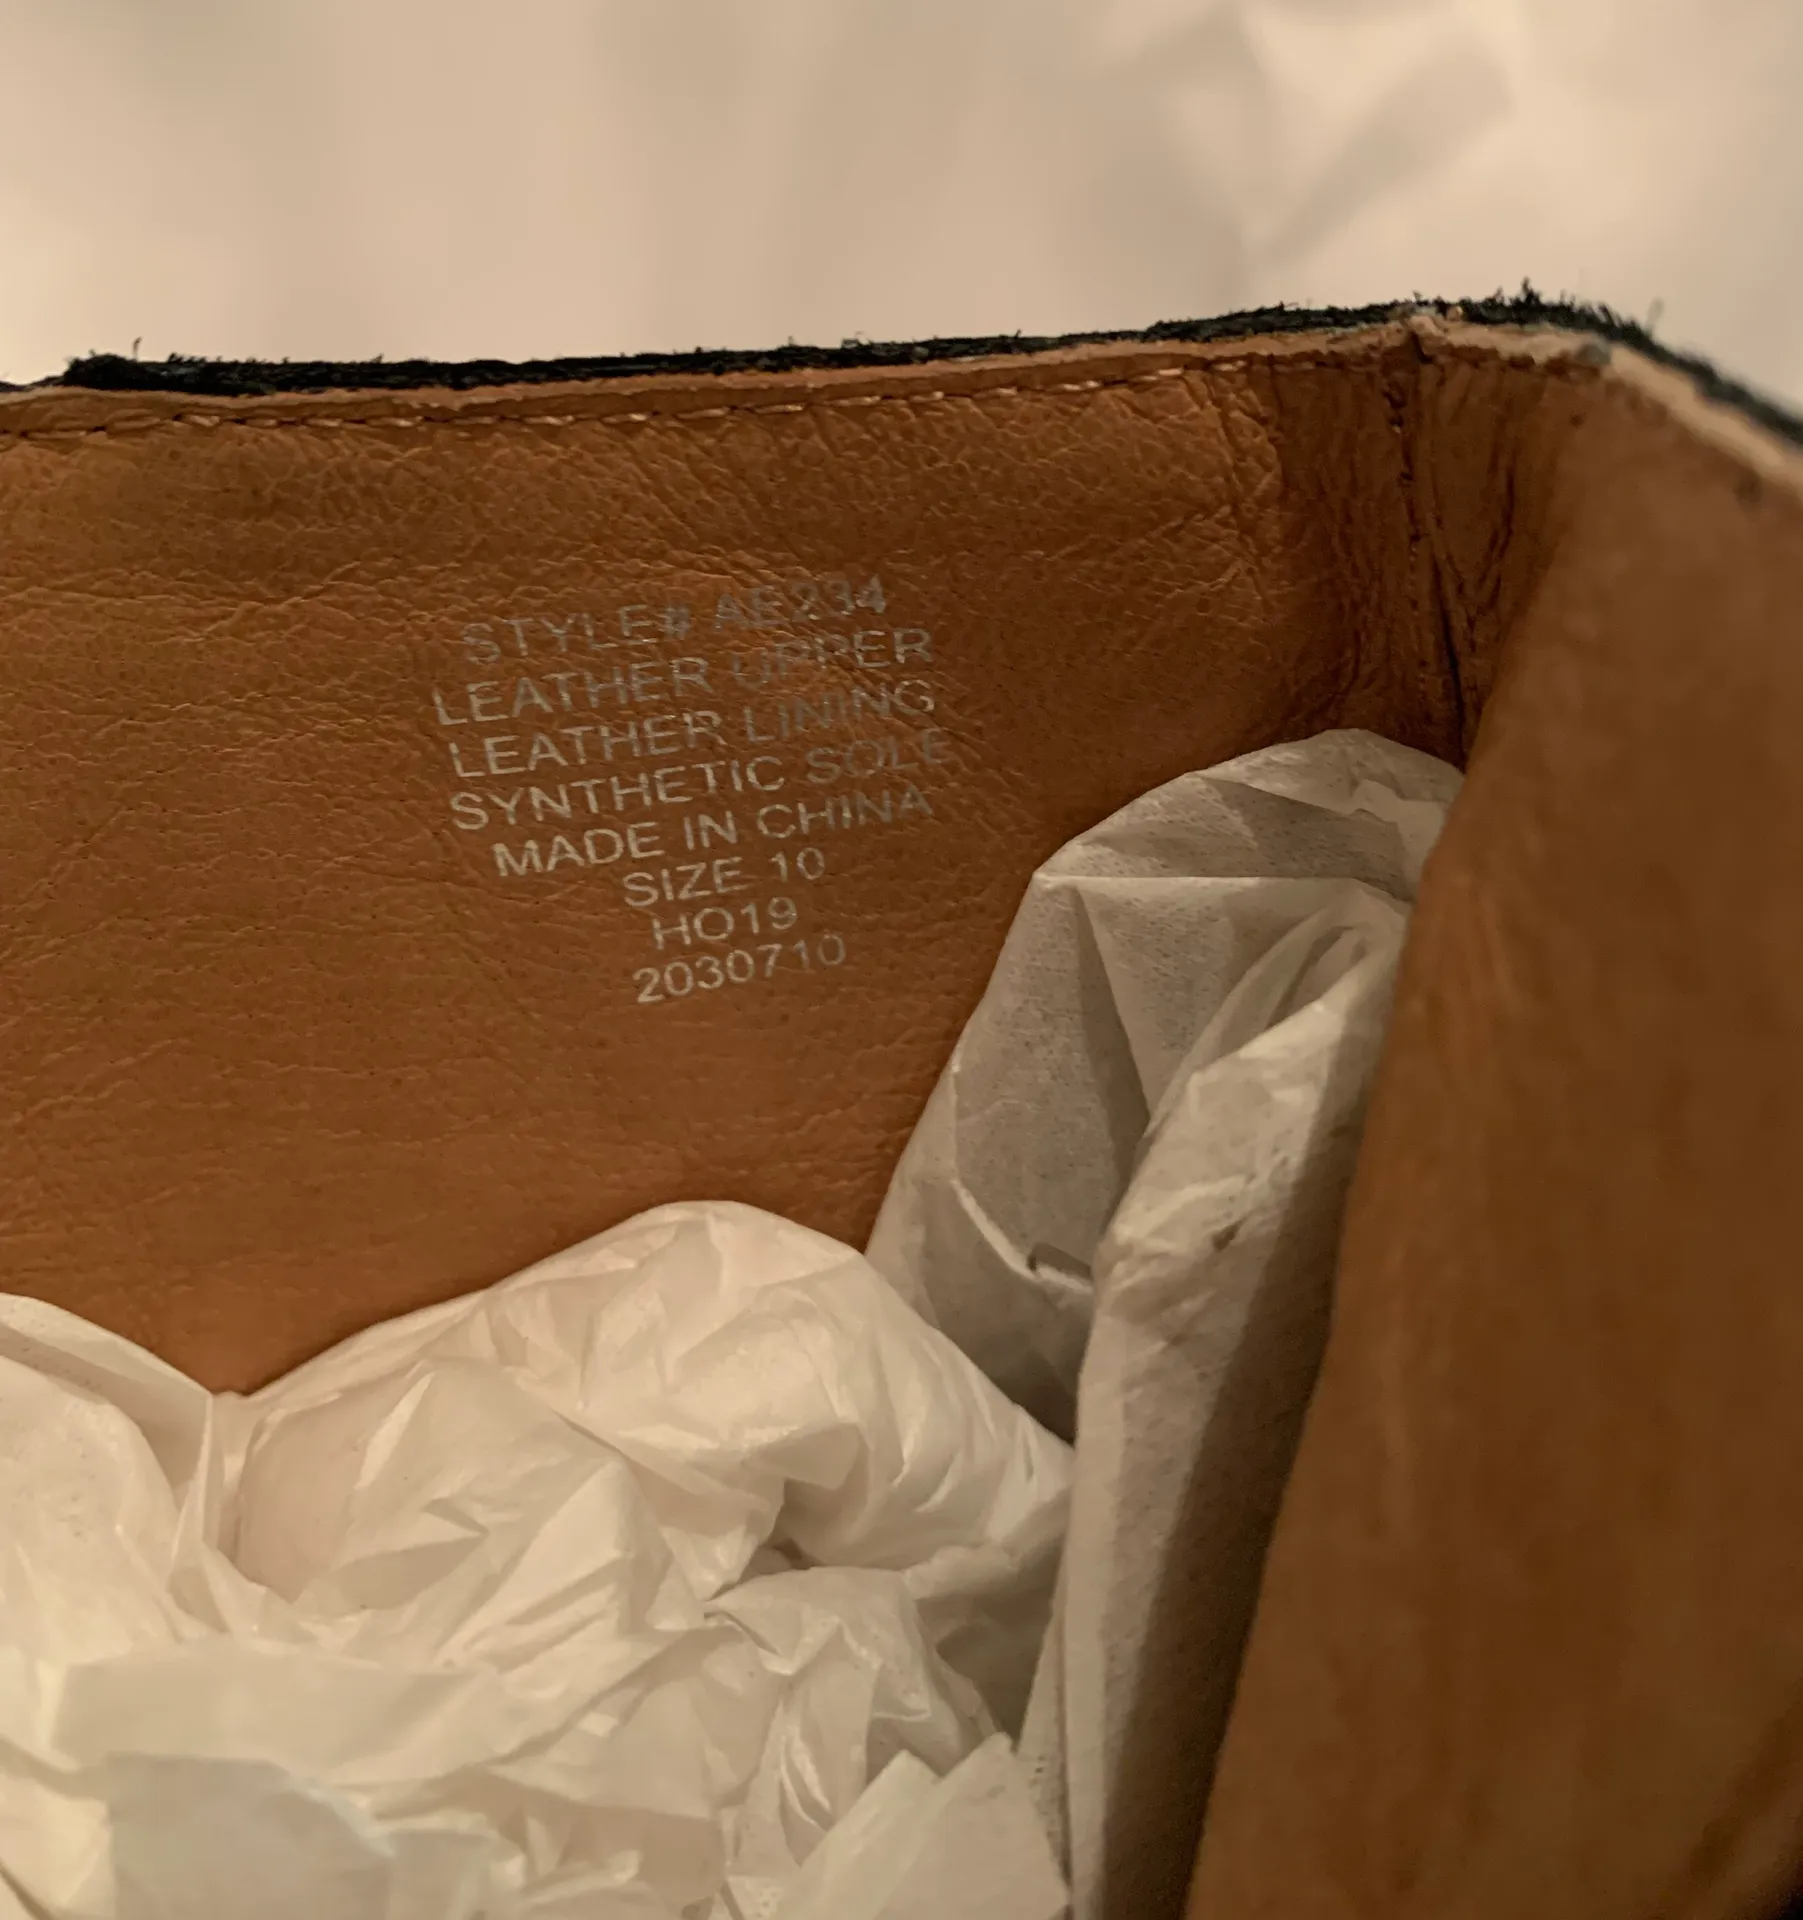 STYLE# AE234
LEATHER UPPER
LEATHER LINING
SYNTHETIC SOLE
MADE IN CHINA
SIZE 10
HO19
2030710